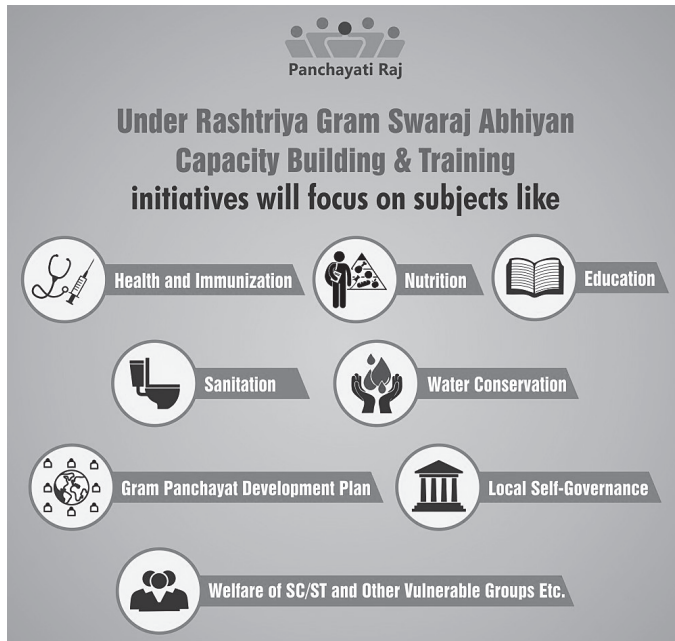 Panchayati Raj
Under Rashtriya Gram Swaraj Abhiyan
Capacity Building & Training
initiatives will focus on subjects like
Health and Immunization
Nutrition
Education
Sanitation
Water Conservation
Gram Panchayat Development Plan
Local Self-Governance
Welfare of SC/ST and Other Vulnerable Groups Etc.